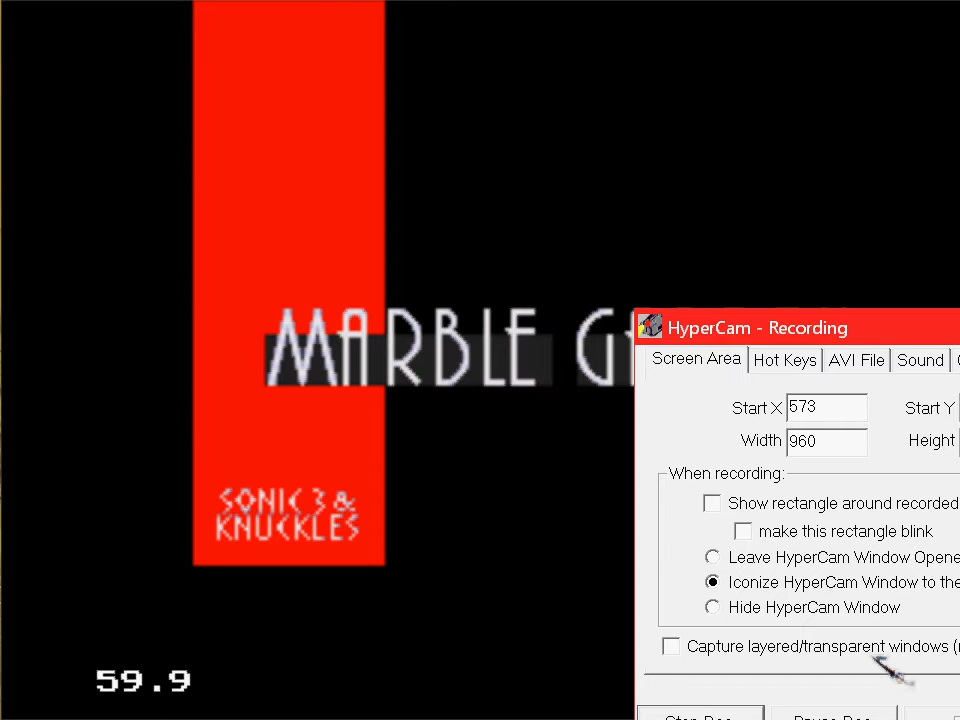 MARBLE
SONIC 3 &
KNUCKLES
59.9
HyperCam - Recording
Screen Area Hot Keys AVI File Sound
Start X 573 Start Y
Width 960 Height
When recording:
Show rectangle around recorded
make this rectangle blink
Leave HyperCam Window Opene
Iconize HyperCam Window to the
Hide HyperCam Window
Capture layered/transparent windows